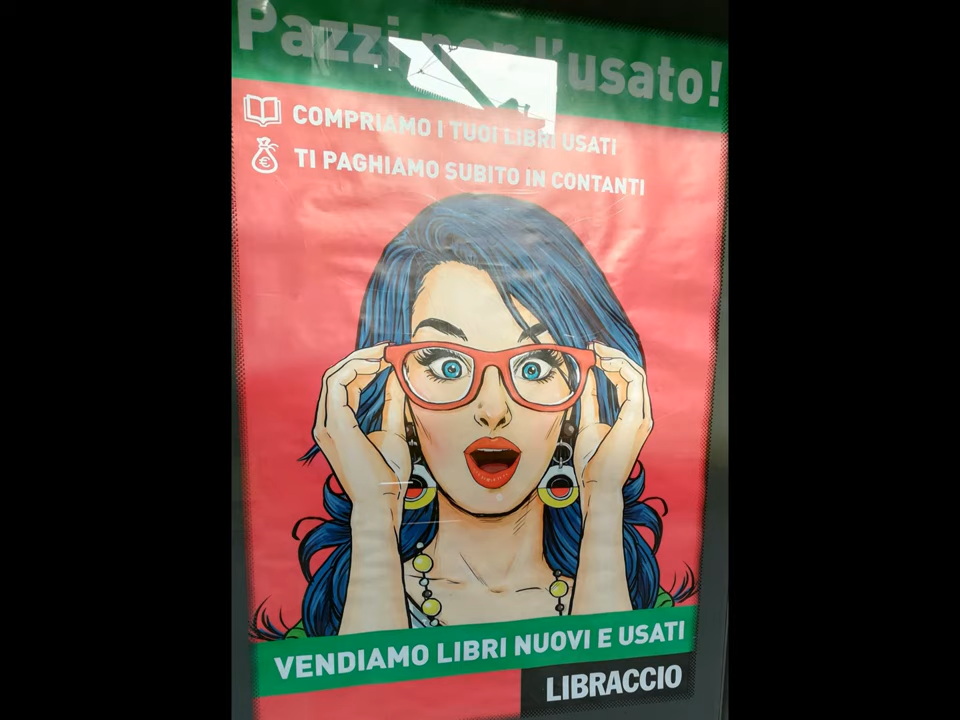 Pazzi per l'usato!
COMPRIAMO I TUOI LIBRI USATI
TI PAGHIAMO SUBITO IN CONTANTI
€
VENDIAMO LIBRI NUOVI E USATI
LIBRACCIO